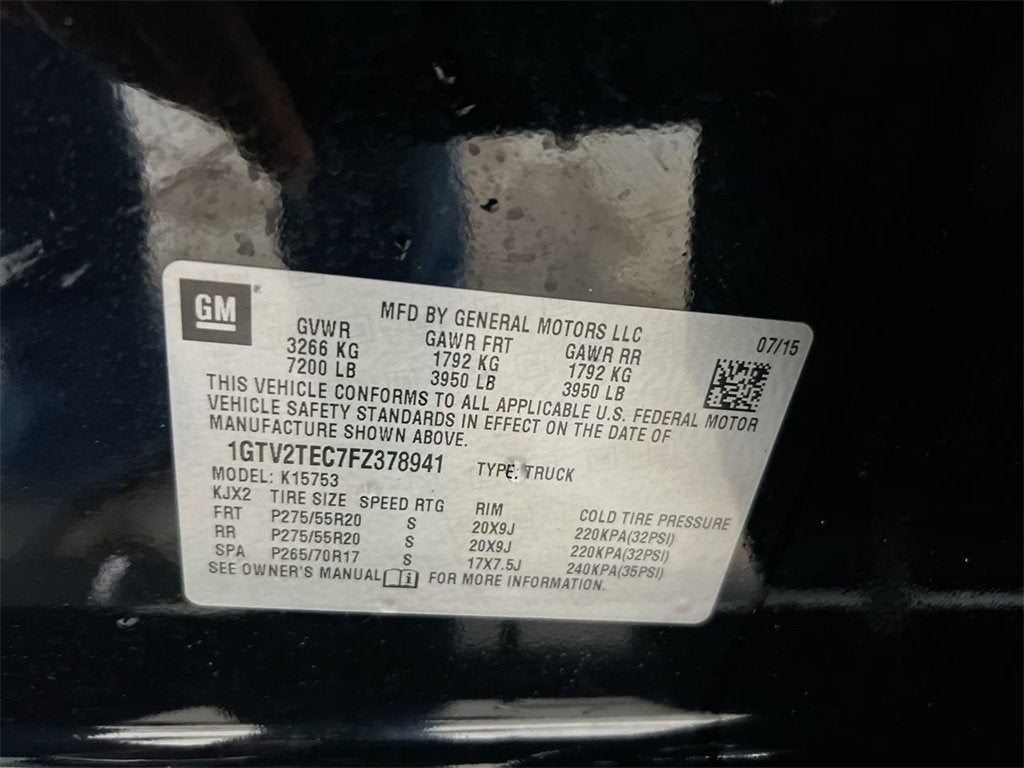 GM
MFD BY GENERAL MOTORS LLC
07/15
GVWR GAWR FRT GAWR RR
3266 KG 1792 KG 1792 KG
7200 LB 3950 LB 3950 LB
THIS VEHICLE CONFORMS TO ALL APPLICABLE U.S. FEDERAL MOTOR
VEHICLE SAFETY STANDARDS IN EFFECT ON THE DATE OF
MANUFACTURE SHOWN ABOVE.
1GTV2TEC7FZ378941 TYPE: TRUCK
MODEL: K15753
KJX2 TIRE SIZE SPEED RTG RIM COLD TIRE PRESSURE
FRT P275/55R20 S 20X9J 220KPA(32PSI)
RR P275/55R20 S 20X9J 220KPA(32PSI)
SPA P265/70R17 S 17X7.5J 240KPA(35PSI)
SEE OWNER'S MANUAL FOR MORE INFORMATION.